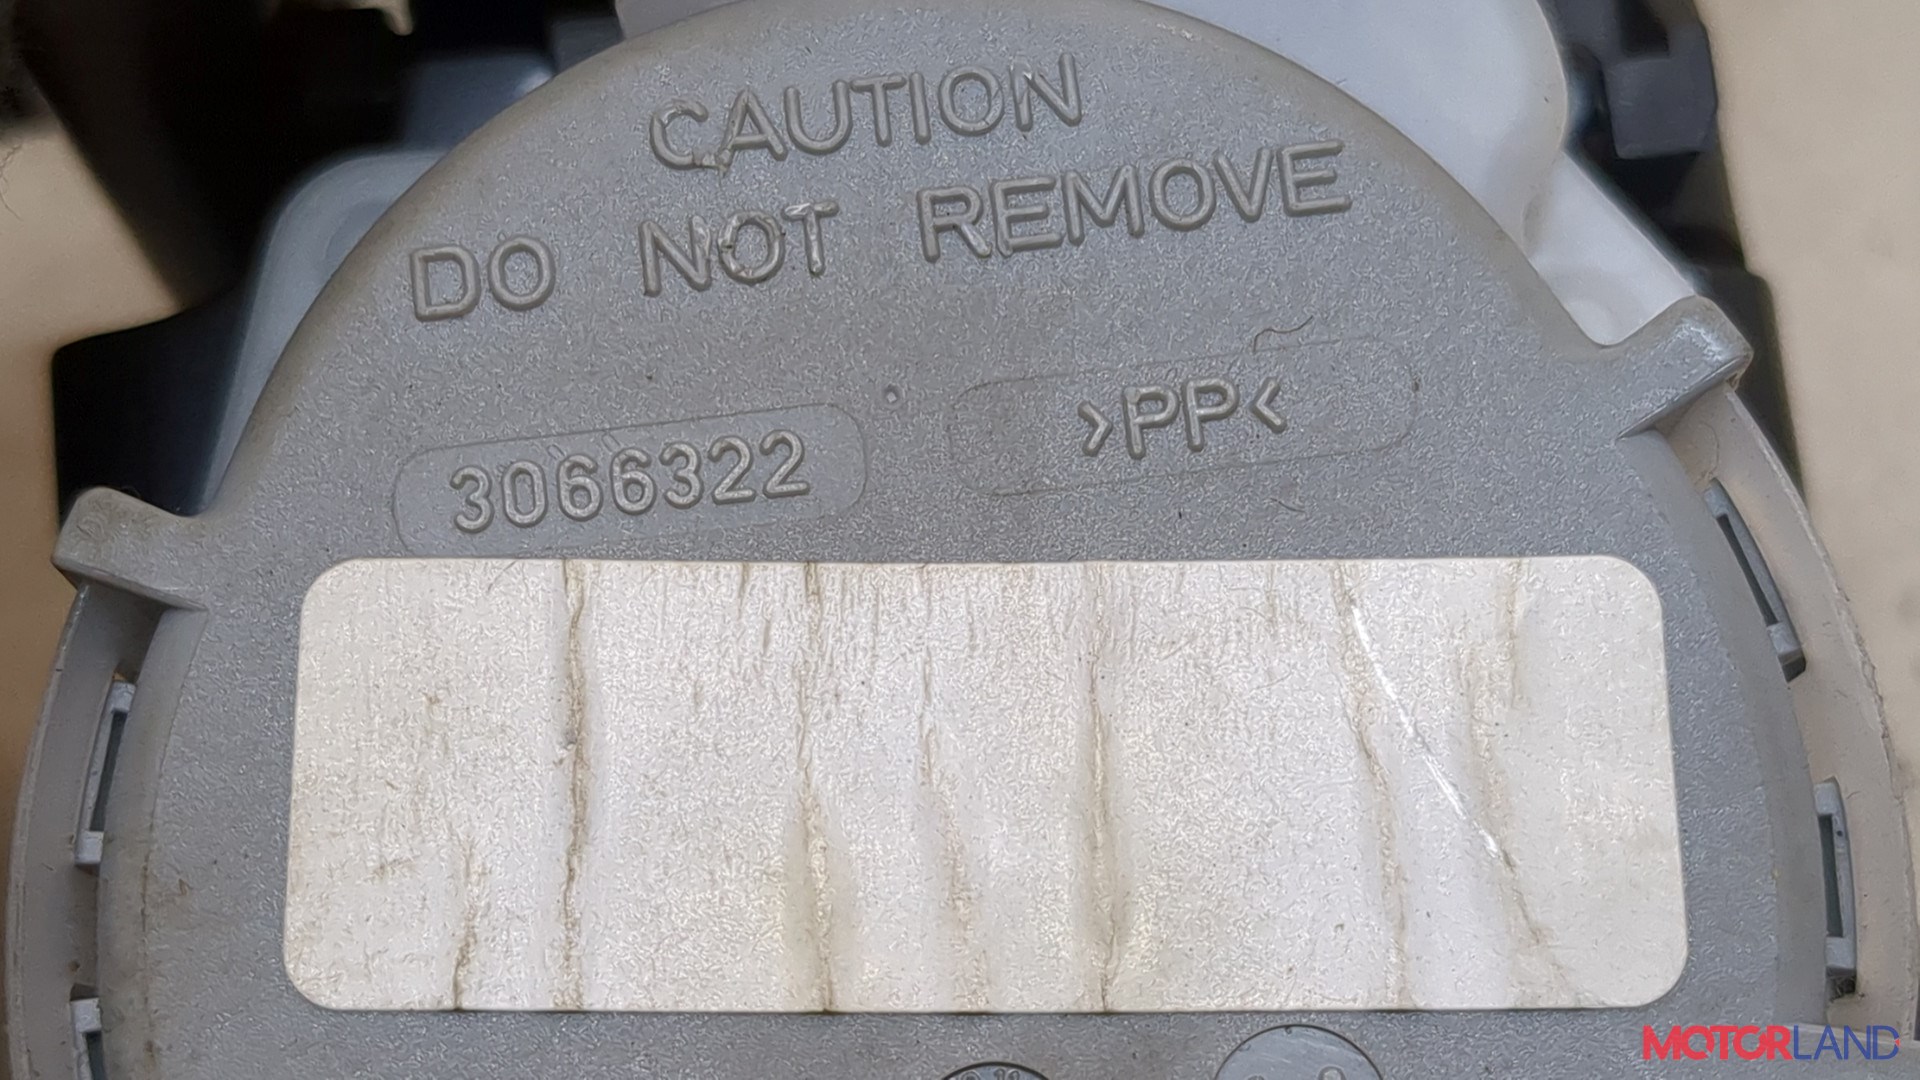 CAUTION
DO NOT REMOVE
3066322
>PP<
MOTORLAND